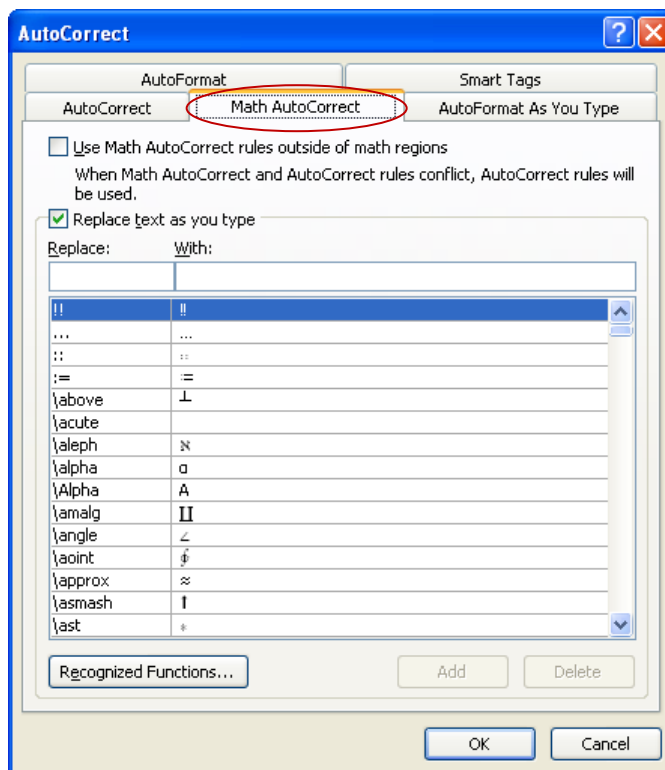 AutoCorrect
AutoFormat Smart Tags
AutoCorrect Math AutoCorrect AutoFormat As You Type
Use Math AutoCorrect rules outside of math regions
When Math AutoCorrect and AutoCorrect rules conflict, AutoCorrect rules will
be used.
Replace text as you type
Replace: With:
!! ‼
... …
:: ∷
:= ≔
\above ┴
\acute
\aleph ℵ
\alpha α
\Alpha Α
\amalg ∐
\angle ∠
\aoint ∳
\approx ≈
\asmash ⬆
\ast ∗
Recognized Functions... Add Delete
OK Cancel